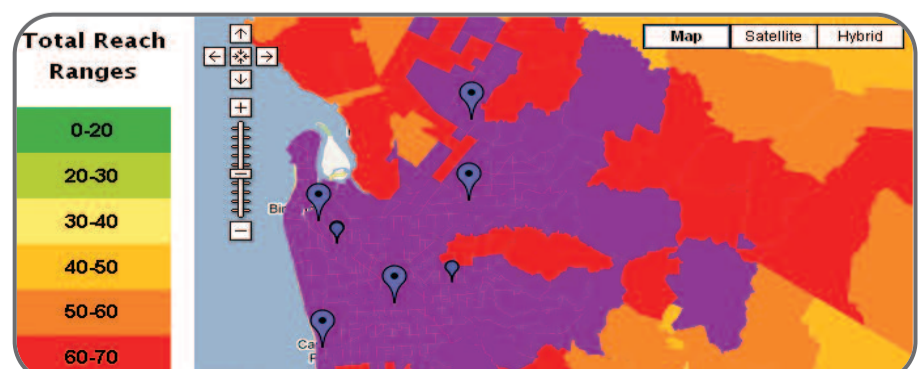 Total Reach
Ranges
0-20
20-30
30-40
40-50
50-60
60-70
Map
Satellite
Hybrid